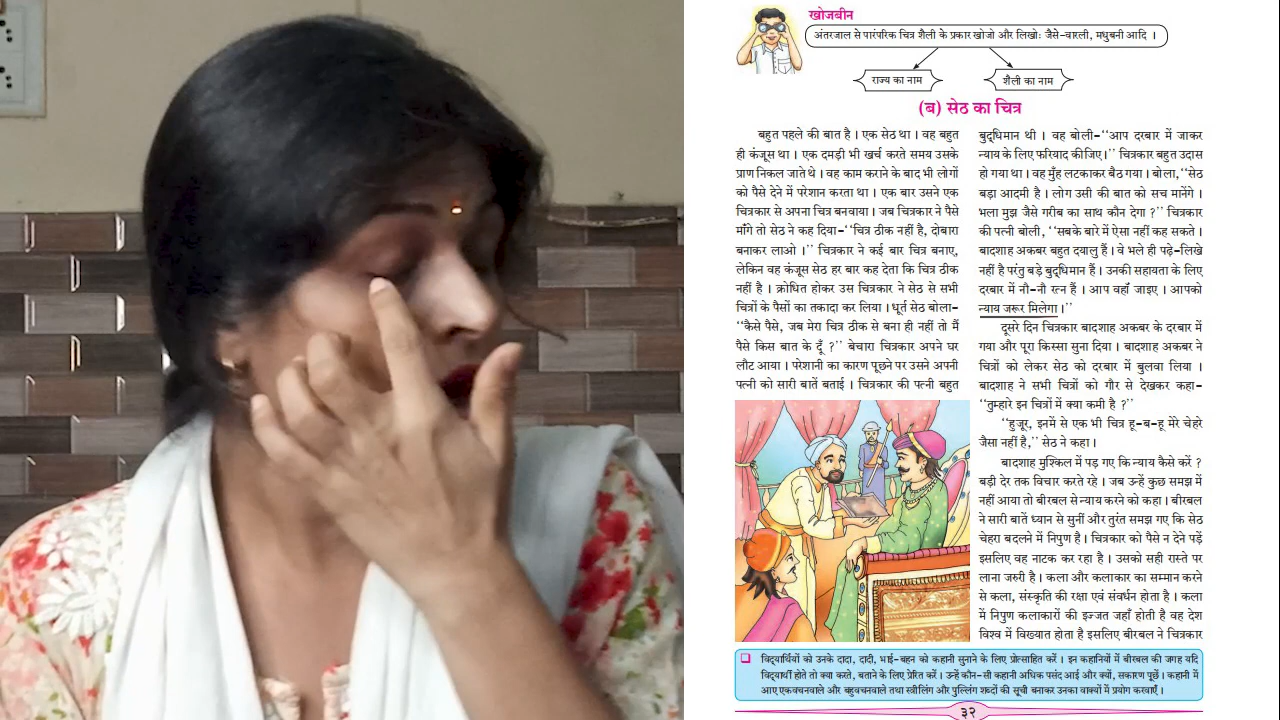 खोजबीन
अंतरजाल से पारंपरिक चित्र शैली के प्रकार खोजो और लिखोः जैसे-वारली, मधुबनी आदि ।
राज्य का नाम
शैली का नाम
(ब) सेठ का चित्र
बहुत पहले की बात है । एक सेठ था । वह बहुत
ही कंजूस था । एक दमड़ी भी खर्च करते समय उसके
प्राण निकल जाते थे । वह काम कराने के बाद भी लोगों
को पैसे देने में परेशान करता था । एक बार उसने एक
चित्रकार से अपना चित्र बनवाया । जब चित्रकार ने पैसे
माँगे तो सेठ ने कह दिया-‘‘चित्र ठीक नहीं है, दोबारा
बनाकर लाओ ।’’ चित्रकार ने कई बार चित्र बनाए,
लेकिन वह कंजूस सेठ हर बार कह देता कि चित्र ठीक
नहीं है । क्रोधित होकर उस चित्रकार ने सेठ से सभी
चित्रों के पैसों का तकादा कर लिया । धूर्त सेठ बोला-
‘‘कैसे पैसे, जब मेरा चित्र ठीक से बना ही नहीं तो मैं
पैसे किस बात के दूँ ?’’ बेचारा चित्रकार अपने घर
लौट आया । परेशानी का कारण पूछने पर उसने अपनी
पत्नी को सारी बातें बताई । चित्रकार की पत्नी बहुत
बुद्धिमान थी । वह बोली-‘‘आप दरबार में जाकर
न्याय के लिए फरियाद कीजिए।’’ चित्रकार बहुत उदास
हो गया था । वह मुँह लटकाकर बैठ गया । बोला, ‘‘सेठ
बड़ा आदमी है । लोग उसी की बात को सच मानेंगे ।
भला मुझ जैसे गरीब का साथ कौन देगा ?’’ चित्रकार
की पत्नी बोली, ‘‘सबके बारे में ऐसा नहीं कह सकते ।
बादशाह अकबर बहुत दयालु हैं । वे भले ही पढ़े-लिखे
नहीं है परंतु बड़े बुद्धिमान हैं । उनकी सहायता के लिए
दरबार में नौ-नौ रत्न हैं । आप वहाँ जाइए । आपको
न्याय जरूर मिलेगा ।’’
दूसरे दिन चित्रकार बादशाह अकबर के दरबार में
गया और पूरा किस्सा सुना दिया । बादशाह अकबर ने
चित्रों को लेकर सेठ को दरबार में बुलवा लिया ।
बादशाह ने सभी चित्रों को गौर से देखकर कहा-
‘‘तुम्हारे इन चित्रों में क्या कमी है ?’’
‘‘हुजूर, इनमें से एक भी चित्र हू-ब-हू मेरे चेहरे
जैसा नहीं है,’’ सेठ ने कहा ।
बादशाह मुश्किल में पड़ गए कि न्याय कैसे करें ?
बड़ी देर तक विचार करते रहे । जब उन्हें कुछ समझ में
नहीं आया तो बीरबल से न्याय करने को कहा । बीरबल
ने सारी बातें ध्यान से सुनीं और तुरंत समझ गए कि सेठ
चेहरा बदलने में निपुण है । चित्रकार को पैसे न देने पड़ें
इसलिए वह नाटक कर रहा है । उसको सही रास्ते पर
लाना जरुरी है । कला और कलाकार का सम्मान करने
से कला, संस्कृति की रक्षा एवं संवर्धन होता है । कला
में निपुण कलाकारों की इज्जत जहाँ होती है वह देश
विश्व में विख्यात होता है इसलिए बीरबल ने चित्रकार
❑ विद्यार्थियों को उनके दादा, दादी, भाई-बहन को कहानी सुनाने के लिए प्रोत्साहित करें । इन कहानियों में बीरबल की जगह यदि
विद्यार्थी होते तो क्या करते, बताने के लिए प्रेरित करें । उन्हें कौन-सी कहानी अधिक पसंद आई और क्यों, सकारण पूछें । कहानी में
आए एकवचनवाले और बहुवचनवाले तथा स्त्रीलिंग और पुल्लिंग शब्दों की सूची बनाकर उनका वाक्यों में प्रयोग करवाएँ ।
३२